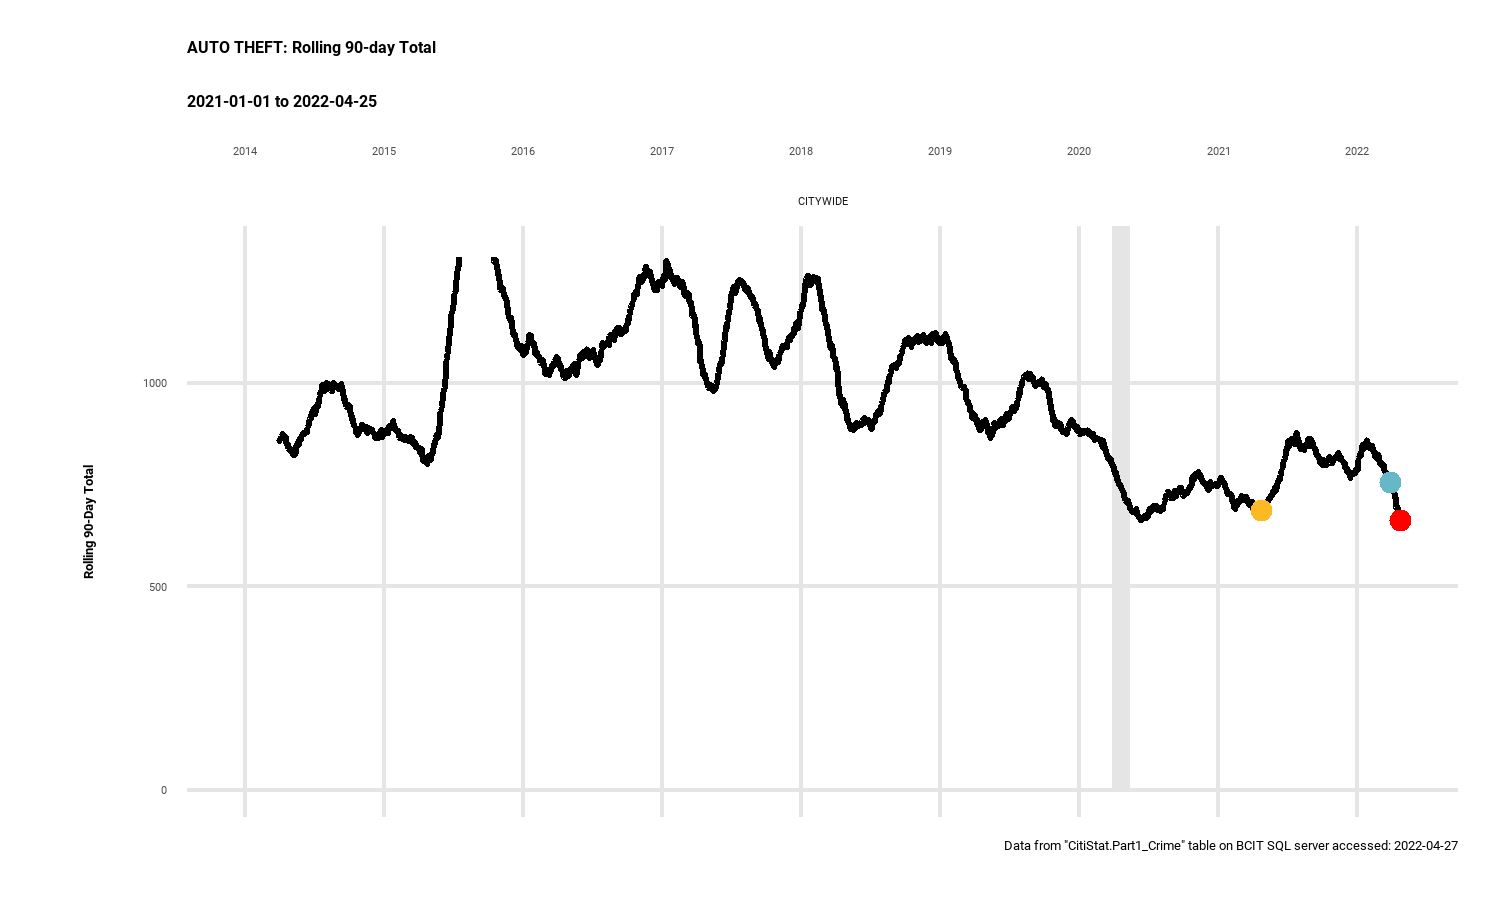 AUTO THEFT: Rolling 90-day Total
2021-01-01 to 2022-04-25
2014 2015 2016 2017 2018 2019 2020 2021 2022
CITYWIDE
1000
500
0
Rolling 90-Day Total
Data from "CitiStat.Part1_Crime" table on BCIT SQL server accessed: 2022-04-27